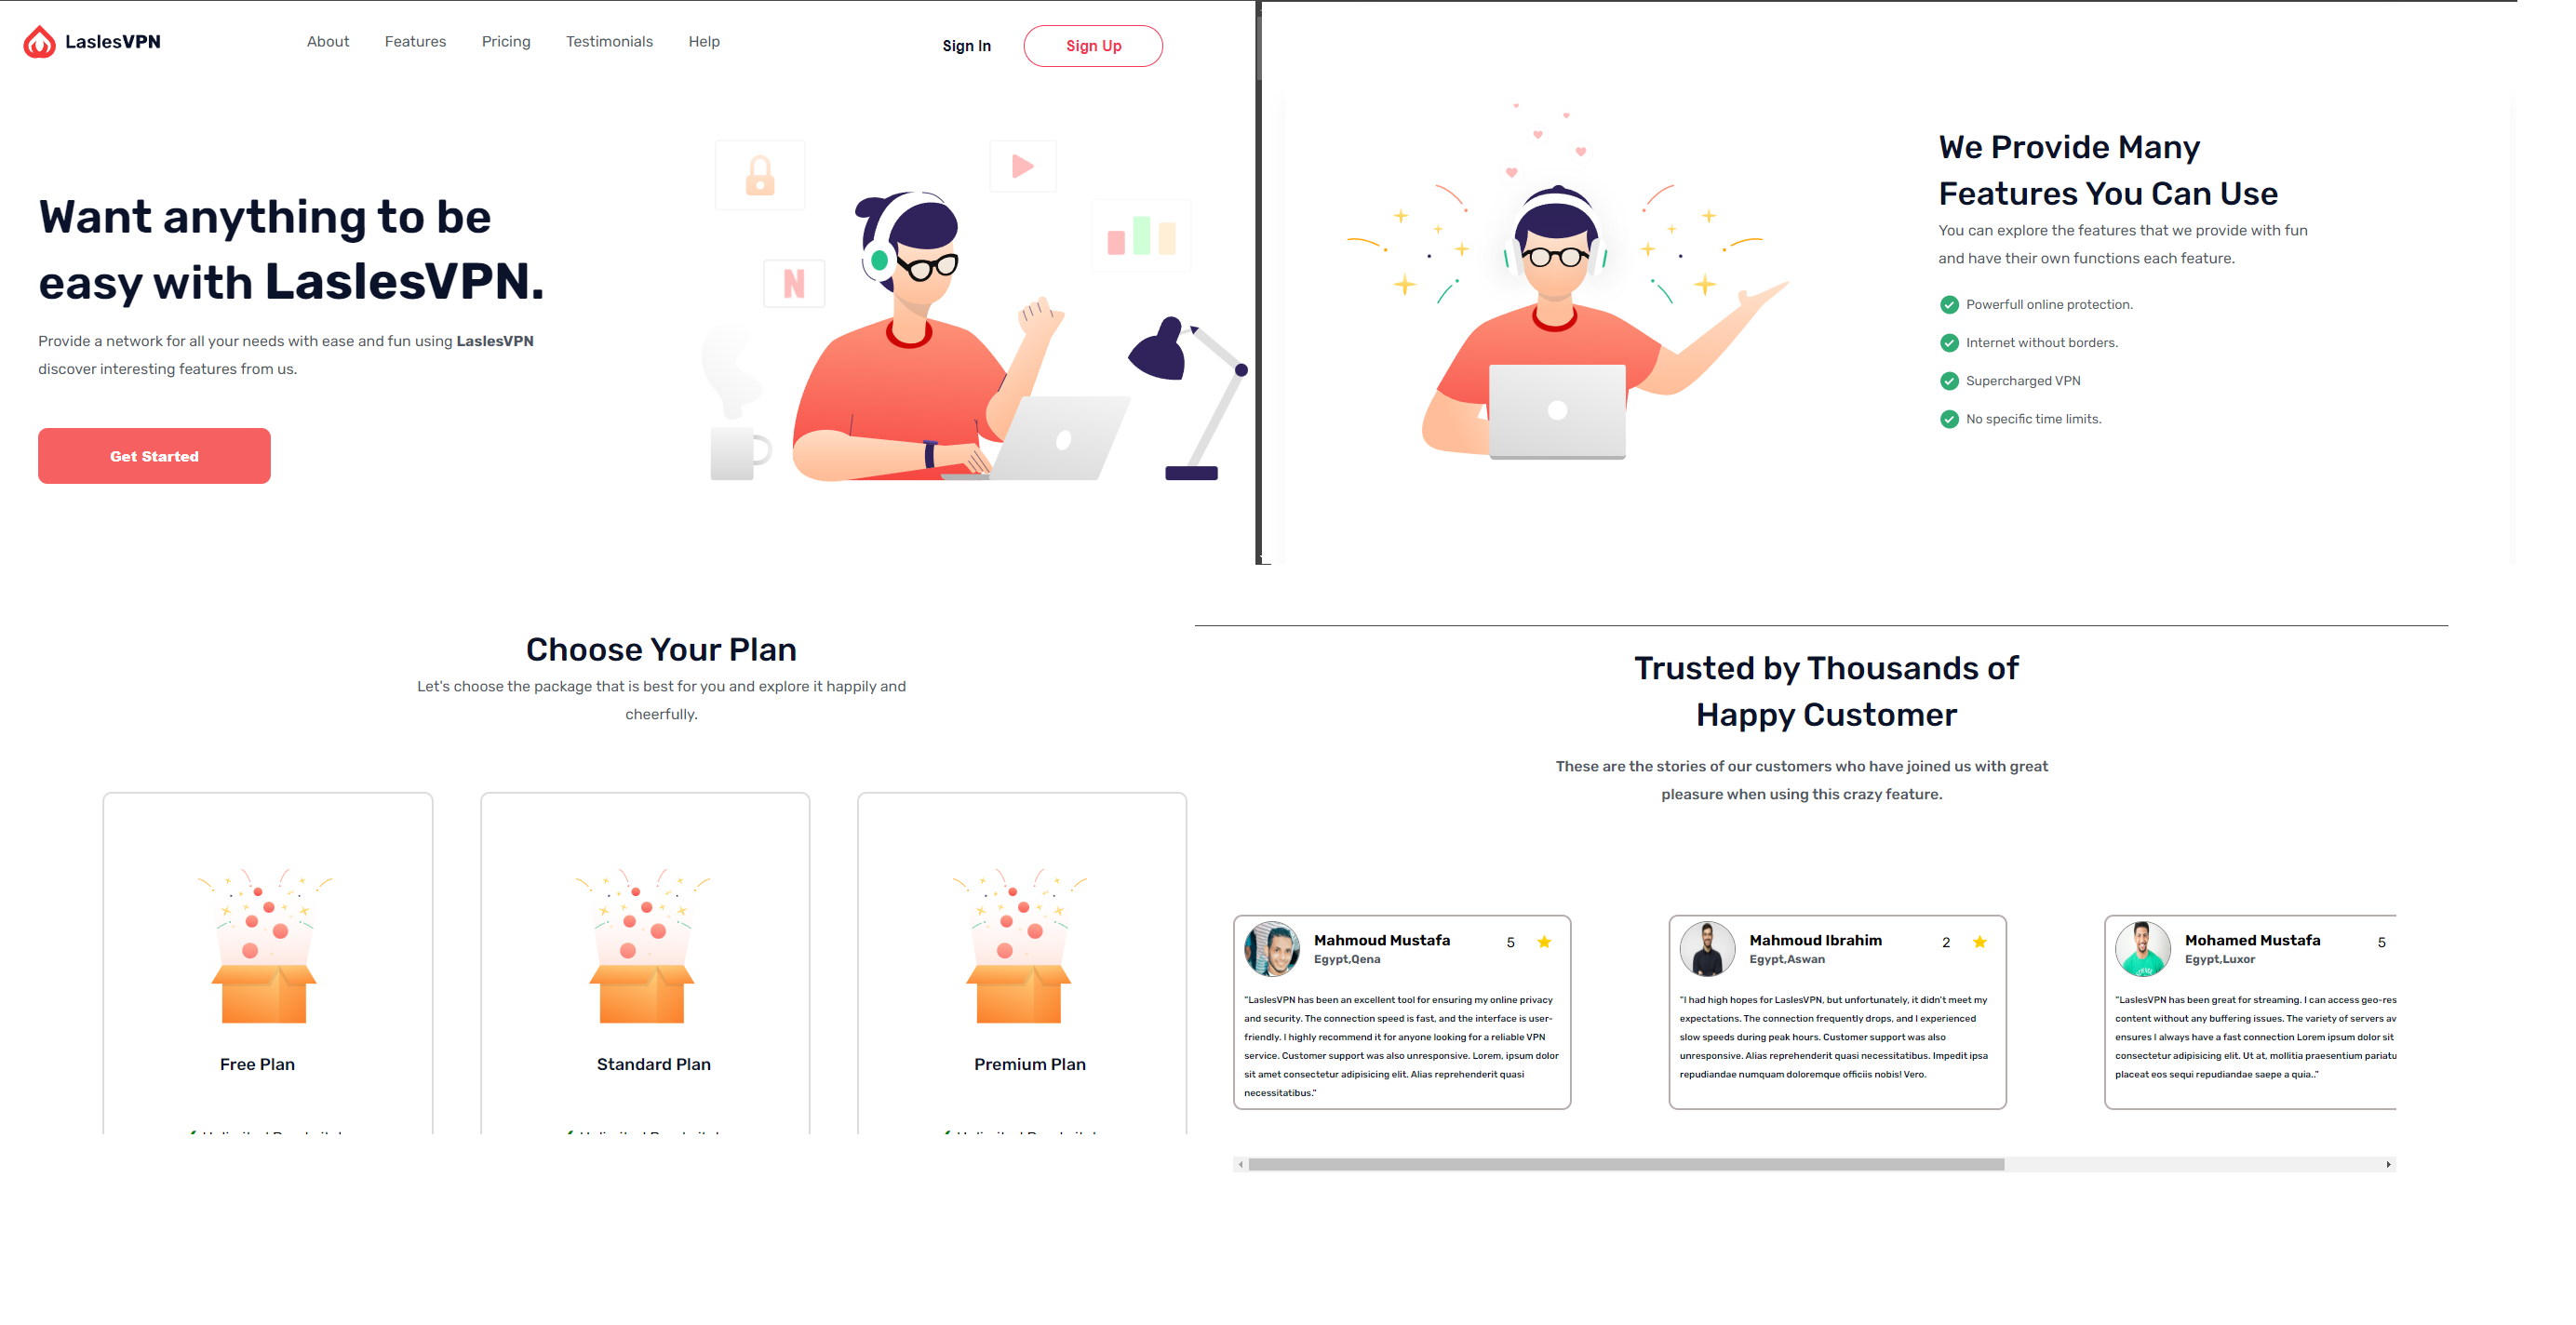 LaslesVPN
About Features Pricing Testimonials Help
Sign In
Sign Up
Want anything to be
easy with LaslesVPN.
Provide a network for all your needs with ease and fun using LaslesVPN
discover interesting features from us.
Get Started
N
We Provide Many
Features You Can Use
You can explore the features that we provide with fun
and have their own functions each feature.
Powerfull online protection.
Internet without borders.
Supercharged VPN
No specific time limits.
Choose Your Plan
Let's choose the package that is best for you and explore it happily and
cheerfully.
Free Plan
Standard Plan
Premium Plan
Trusted by Thousands of
Happy Customer
These are the stories of our customers who have joined us with great
pleasure when using this crazy feature.
Mahmoud Mustafa
5
Egypt,Qena
"LaslesVPN has been an excellent tool for ensuring my online privacy
and security. The connection speed is fast, and the interface is user-
friendly. I highly recommend it for anyone looking for a reliable VPN
service. Customer support was also unresponsive. Lorem, ipsum dolor
sit amet consectetur adipisicing elit. Alias reprehenderit quasi
necessitatibus."
Mahmoud Ibrahim
2
Egypt,Aswan
"I had high hopes for LaslesVPN, but unfortunately, it didn't meet my
expectations. The connection frequently drops, and I experienced
slow speeds during peak hours. Customer support was also
unresponsive. Alias reprehenderit quasi necessitatibus. Impedit ipsa
repudiandae numquam doloremque officiis nobis! Vero.
Mohamed Mustafa
5
Egypt,Luxor
"LaslesVPN has been great for streaming. I can access geo-res
content without any buffering issues. The variety of servers av
ensures I always have a fast connection Lorem ipsum dolor sit
consectetur adipisicing elit. Ut at, mollitia praesentium pariatu
placeat eos sequi repudiandae saepe a quia.."